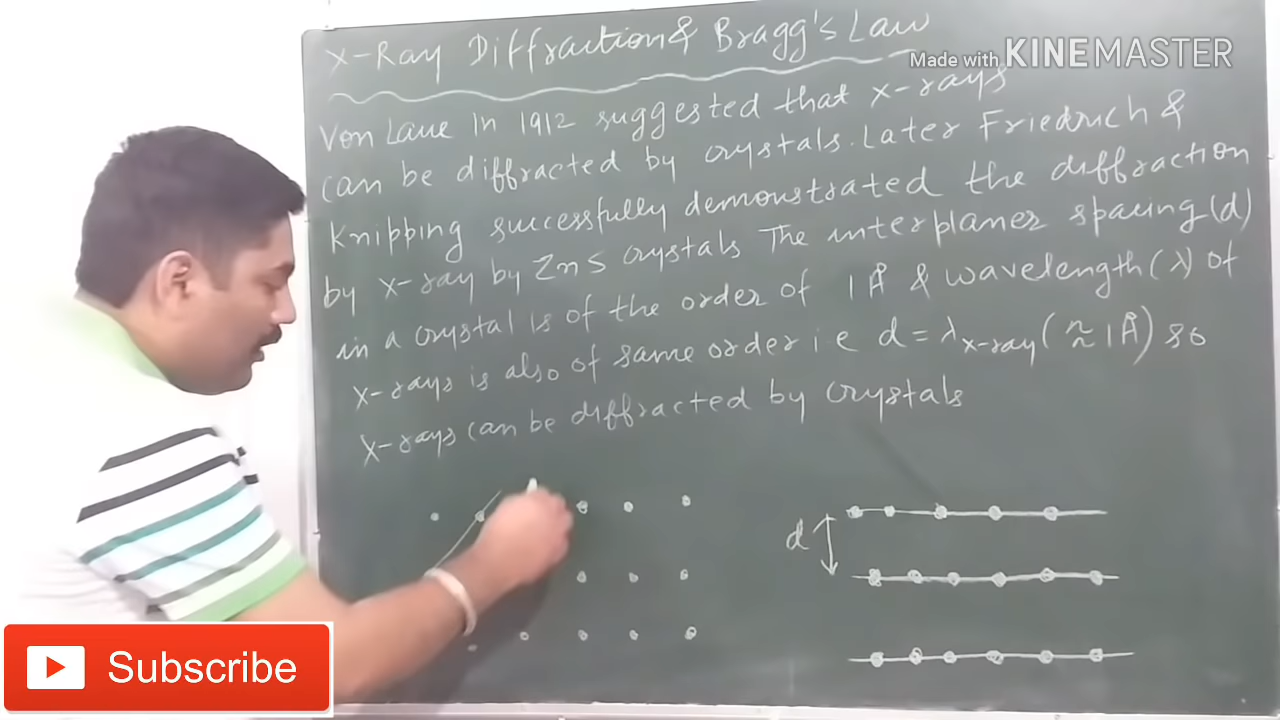 X-Ray Diffraction & Bragg's Law
Made with KINEMASTER
Von Laue in 1912 suggested that x-rays
can be diffracted by crystals. Later Friedrich &
Knipping successfully demonstrated the diffraction
by x-ray by ZnS crystals The interplaner spacing (d)
in a crystal is of the order of 1 Å & wavelength (λ) of
x-rays is also of same order i.e d = λ x-ray (≈ 1Å) so
X-rays can be diffracted by crystals
d
Subscribe